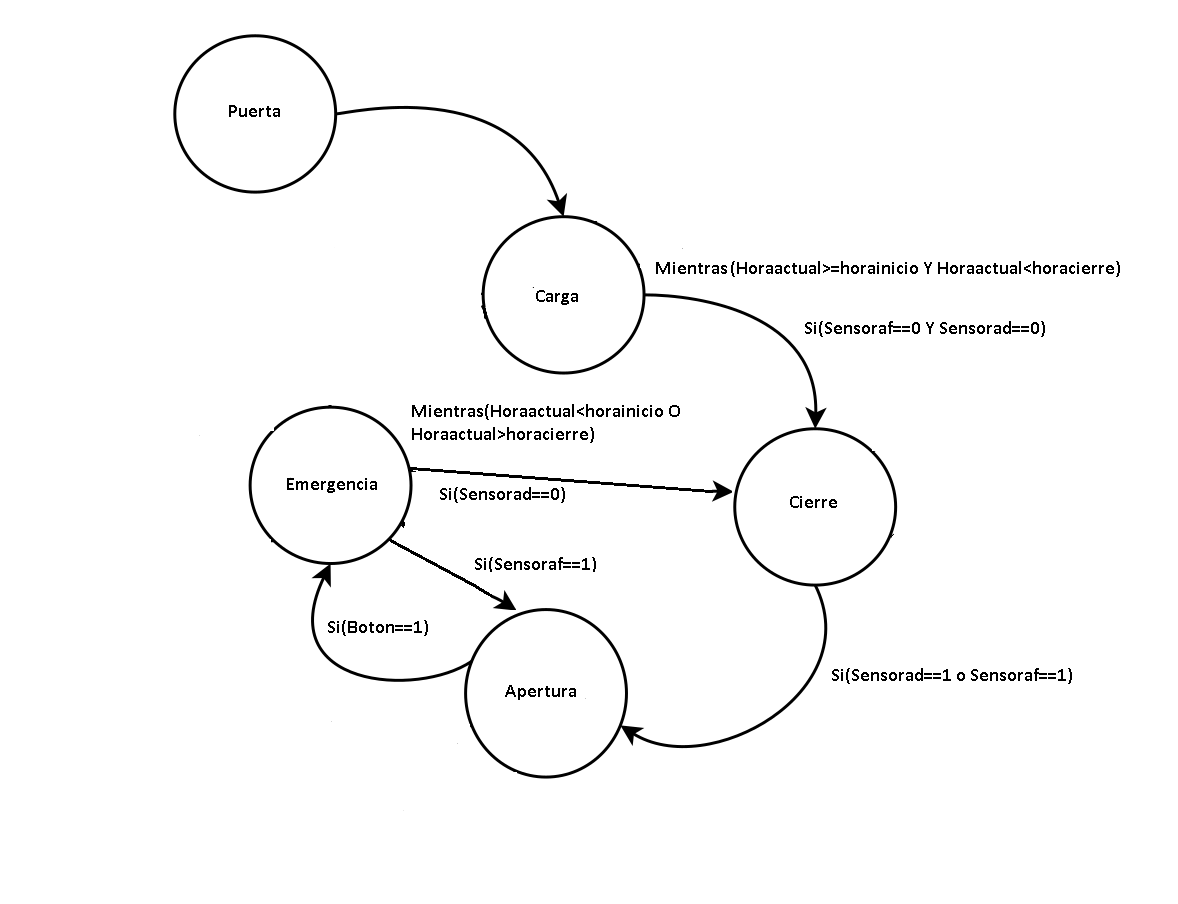 Puerta
Carga
Mientras(Horaactual>=horainicio Y Horaactual<horacierre)
Si(Sensoraf==0 Y Sensorad==0)
Mientras(Horaactual<horainicio O
Horaactual>horacierre)
Emergencia
Si(Sensorad==0)
Cierre
Si(Sensoraf==1)
Si(Boton==1)
Apertura
Si(Sensorad==1 o Sensoraf==1)